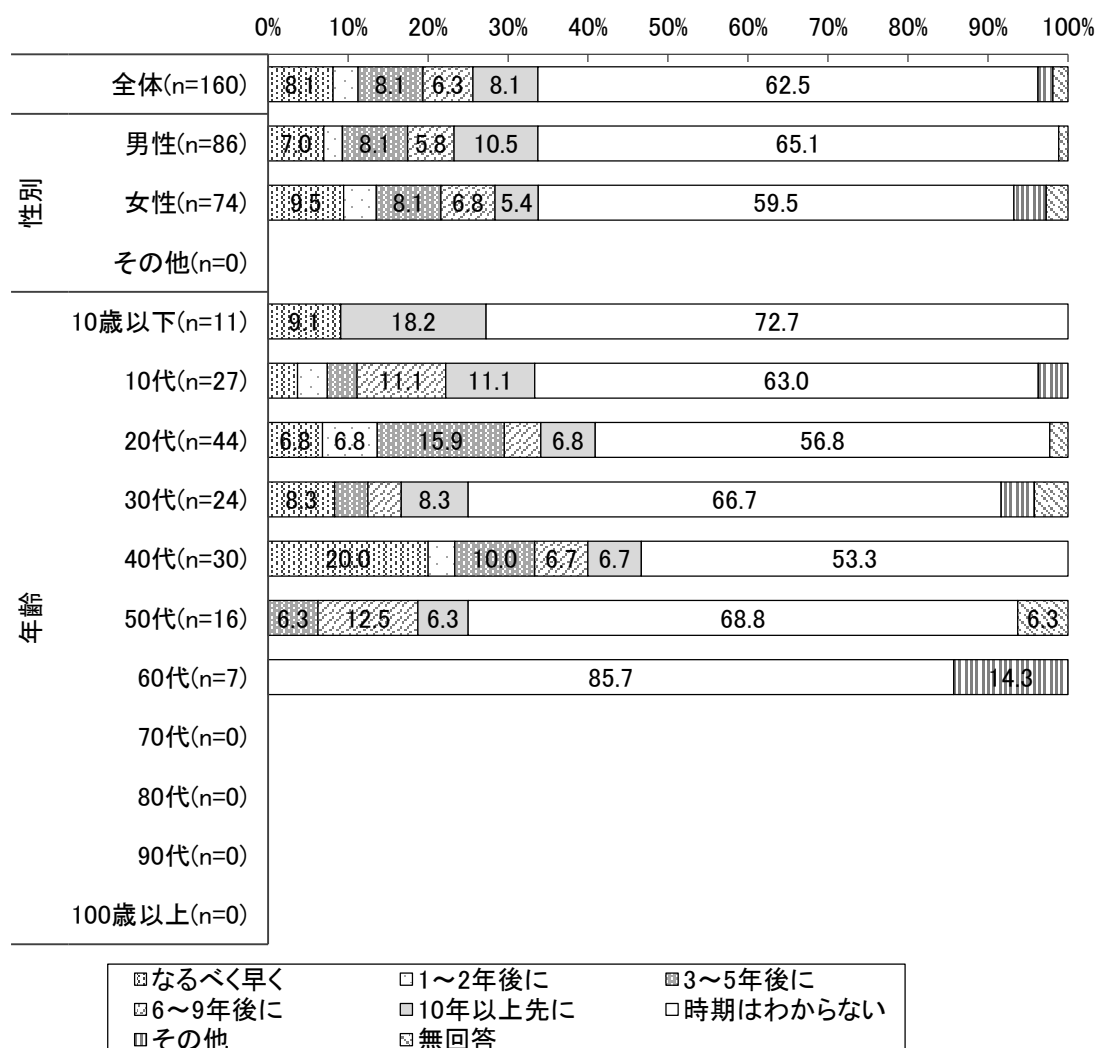 0% 10% 20% 30% 40% 50% 60% 70% 80% 90% 100%
全体(n=160) 8.1 8.1 6.3 8.1 62.5
性別
男性(n=86) 7.0 8.1 5.8 10.5 65.1
女性(n=74) 9.5 8.1 6.8 5.4 59.5
その他(n=0)
年齢
10歳以下(n=11) 9.1 18.2 72.7
10代(n=27) 11.1 11.1 63.0
20代(n=44) 6.8 6.8 15.9 6.8 56.8
30代(n=24) 8.3 8.3 66.7
40代(n=30) 20.0 10.0 6.7 6.7 53.3
50代(n=16) 6.3 12.5 6.3 68.8 6.3
60代(n=7) 85.7 14.3
70代(n=0)
80代(n=0)
90代(n=0)
100歳以上(n=0)
なるべく早く 1～2年後に 3～5年後に
6～9年後に 10年以上先に 時期はわからない
その他 無回答